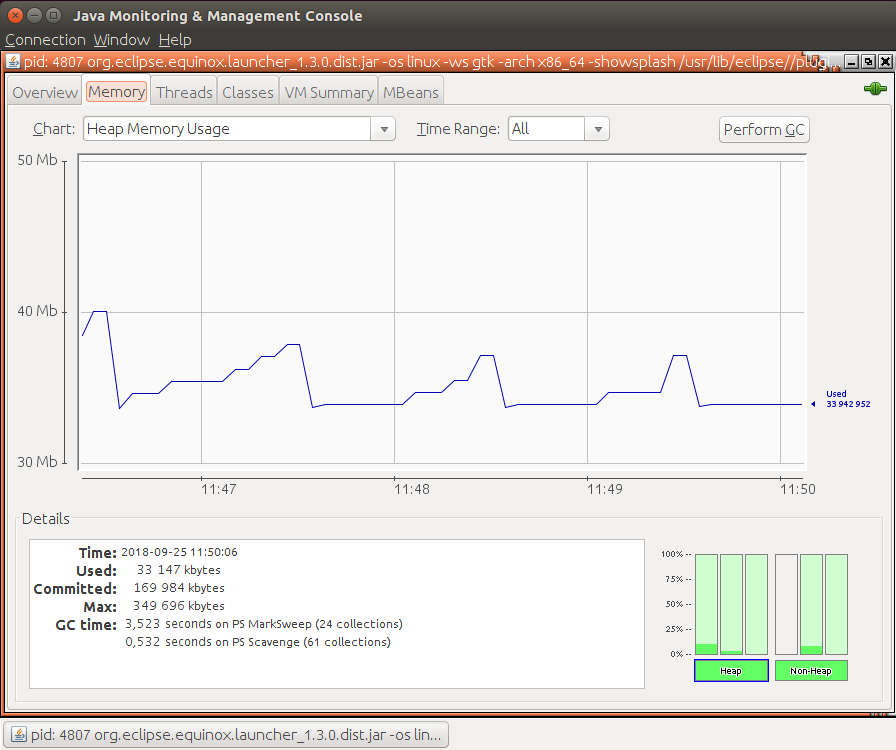 Java Monitoring & Management Console
Connection Window Help
pid: 4807 org.eclipse.equinox.launcher_1.3.0.dist.jar -os linux -ws gtk -arch x86_64 -showsplash /usr/lib/eclipse//plugi...
Overview Memory Threads Classes VM Summary MBeans
Chart: Heap Memory Usage Time Range: All Perform GC
50 Mb
40 Mb
Used
33 942 952
30 Mb
11:47 11:48 11:49 11:50
Details
Time: 2018-09-25 11:50:06
Used: 33 147 kbytes
Committed: 169 984 kbytes
Max: 349 696 kbytes
GC time: 3,523 seconds on PS MarkSweep (24 collections)
0,532 seconds on PS Scavenge (61 collections)
100% --
75% --
50% --
25% --
0% --
Heap Non-Heap
pid: 4807 org.eclipse.equinox.launcher_1.3.0.dist.jar -os lin...